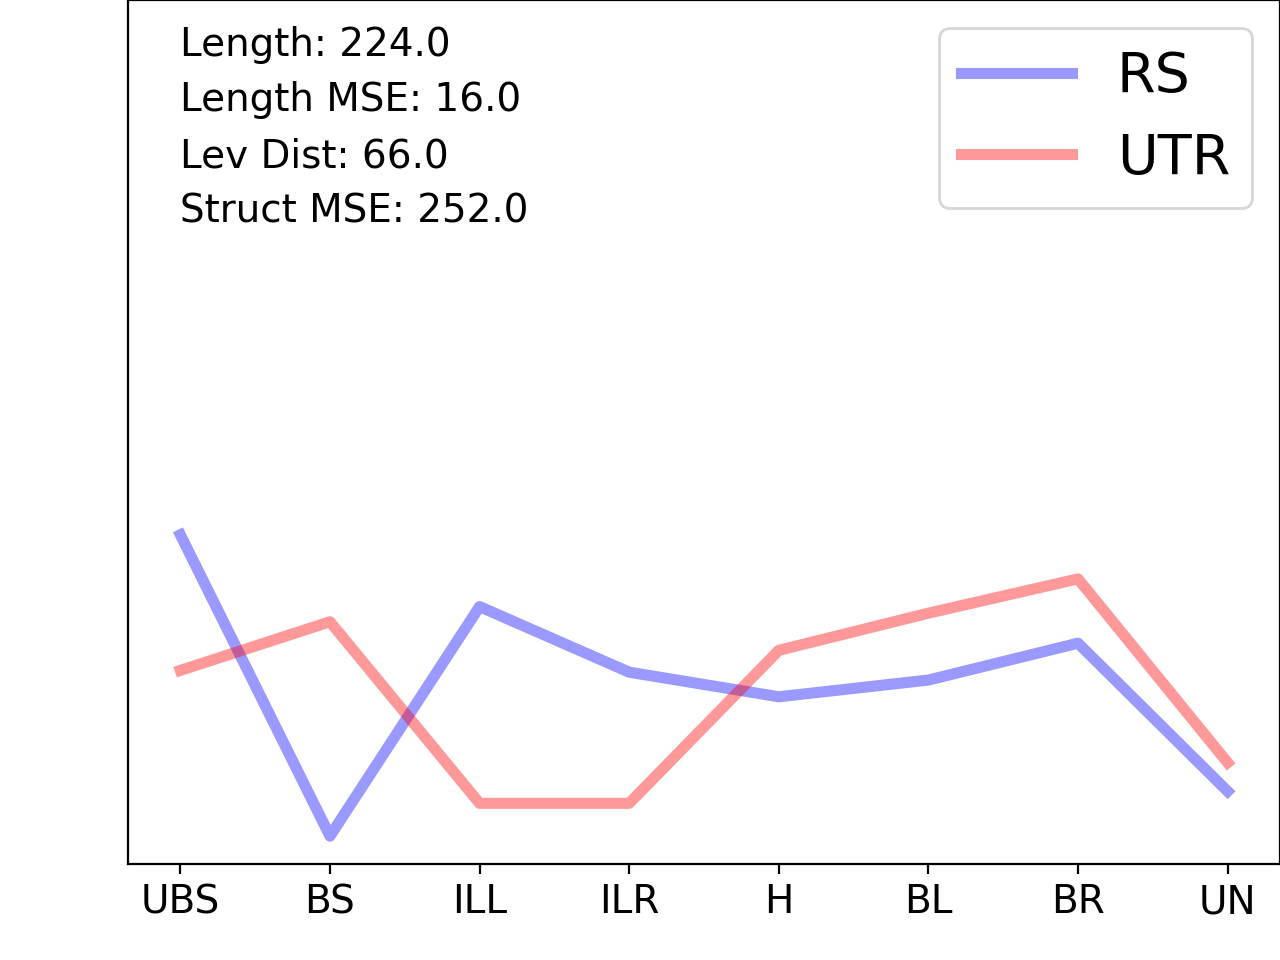 Length: 224.0
Length MSE: 16.0
Lev Dist: 66.0
Struct MSE: 252.0
RS
UTR
UBS BS ILL ILR H BL BR UN